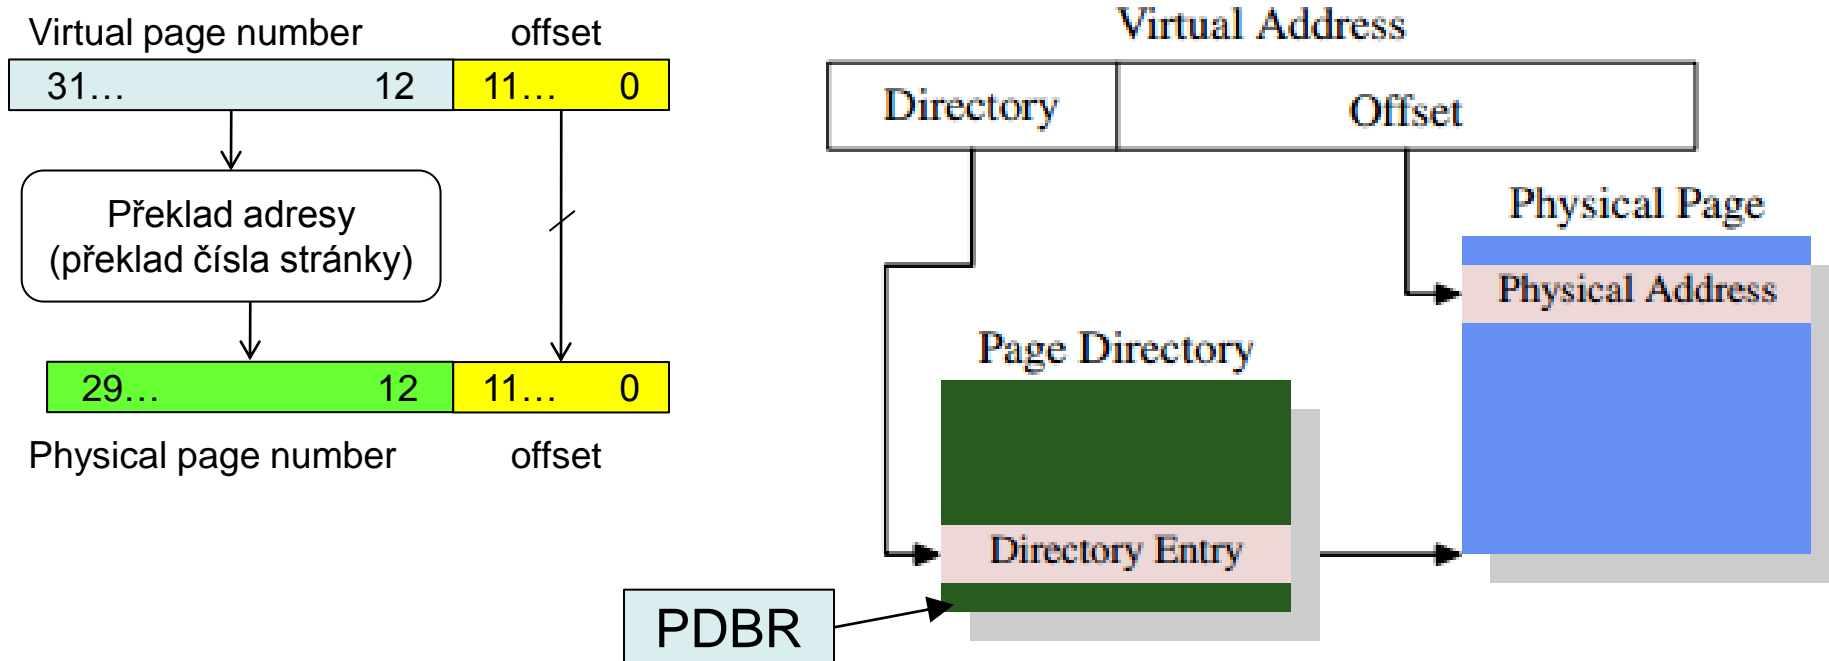 Virtual page number offset
31… 12 11… 0
Překlad adresy
(překlad čísla stránky)
29… 12 11… 0
Physical page number offset
Virtual Address
Directory Offset
Physical Page
Physical Address
Page Directory
Directory Entry
PDBR